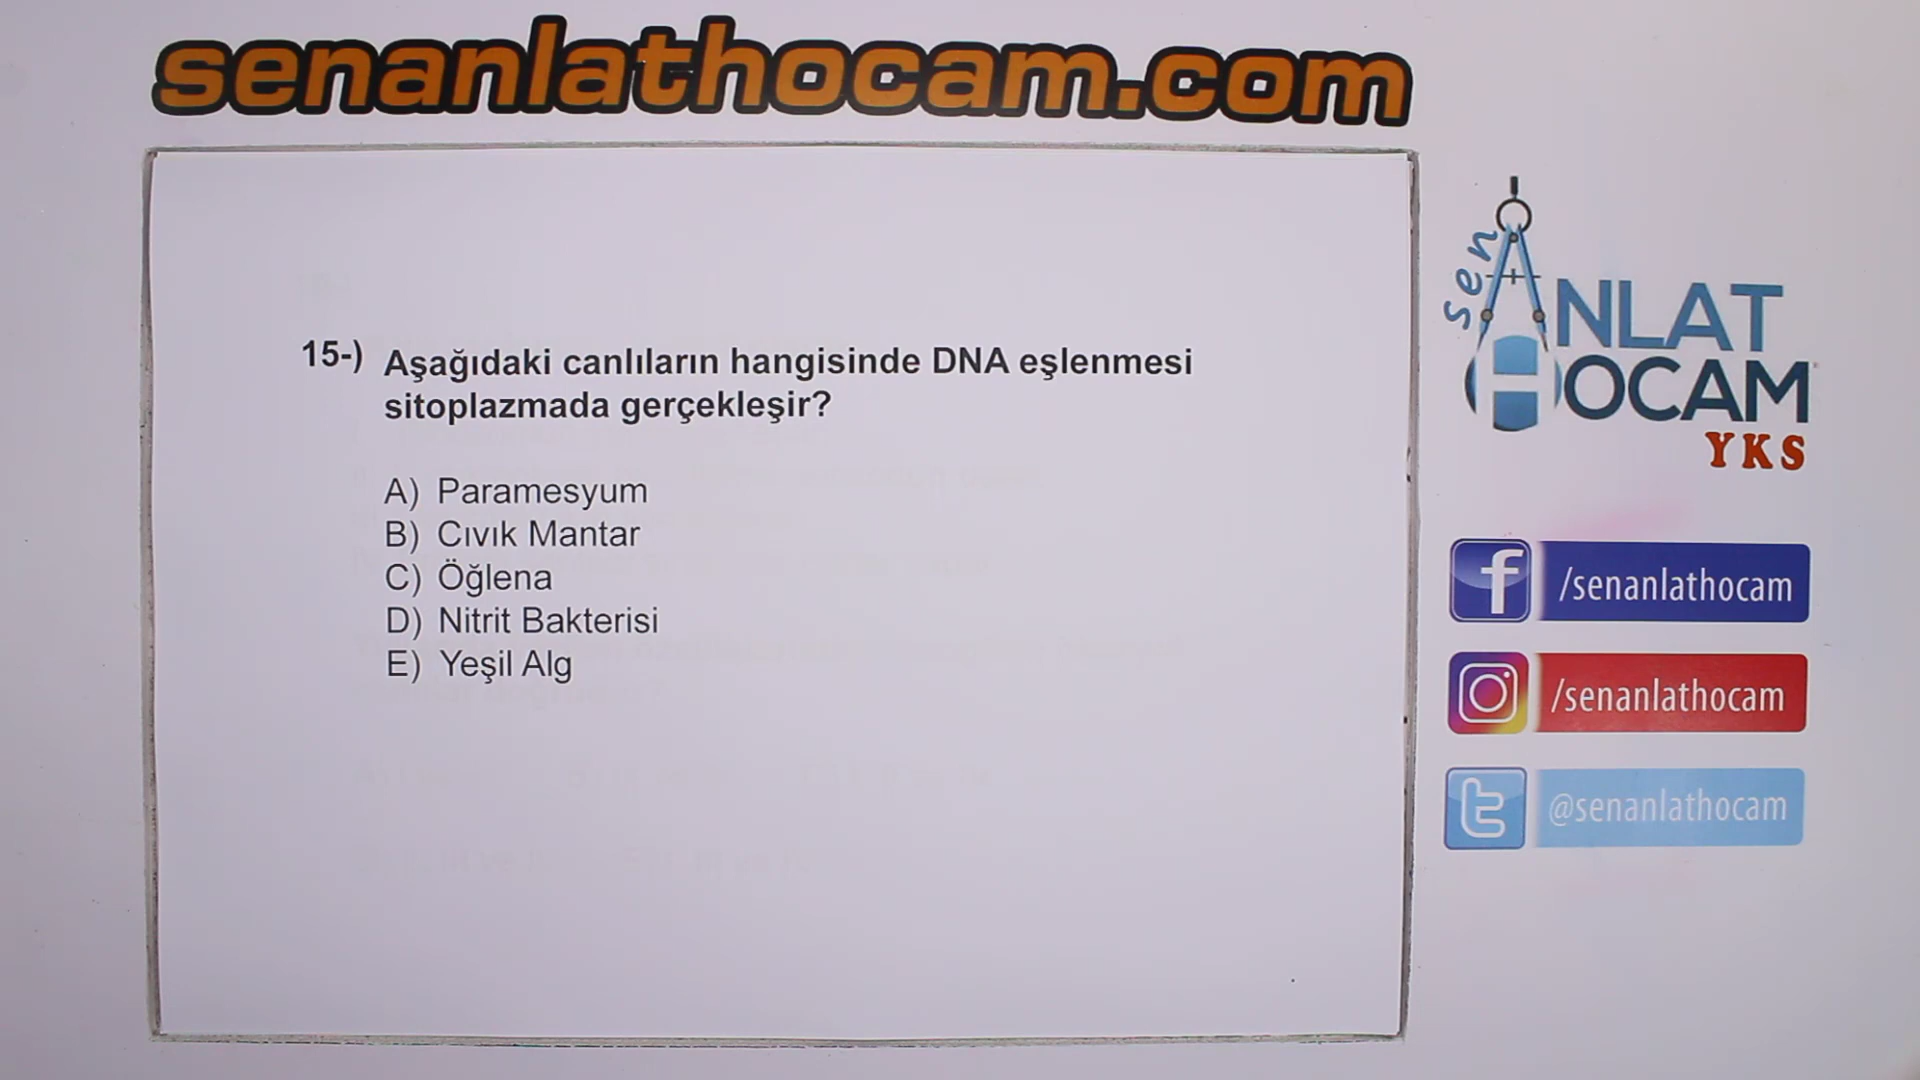 senanlathocam.com
15-) Aşağıdaki canlıların hangisinde DNA eşlenmesi
sitoplazmada gerçekleşir?
A) Paramesyum
B) Cıvık Mantar
C) Öğlena
D) Nitrit Bakterisi
E) Yeşil Alg
sen
ANLAT
HOCAM
YKS
/senanlathocam
/senanlathocam
@senanlathocam